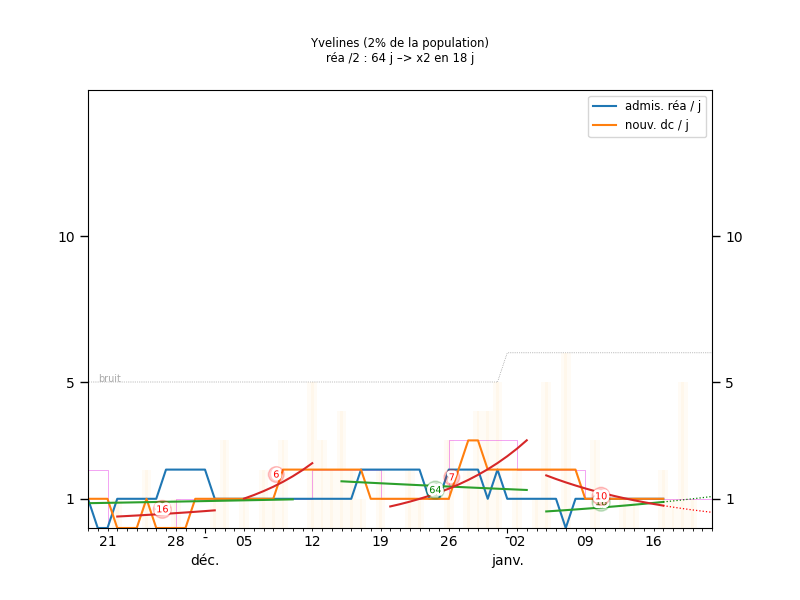 Yvelines (2% de la population)
réa /2 : 64 j –> x2 en 18 j
admis. réa / j
nouv. dc / j
10
10
bruit
5
5
6
7
64
10
16
1
1
21
28
05
12
19
26
02
09
16
déc.
janv.